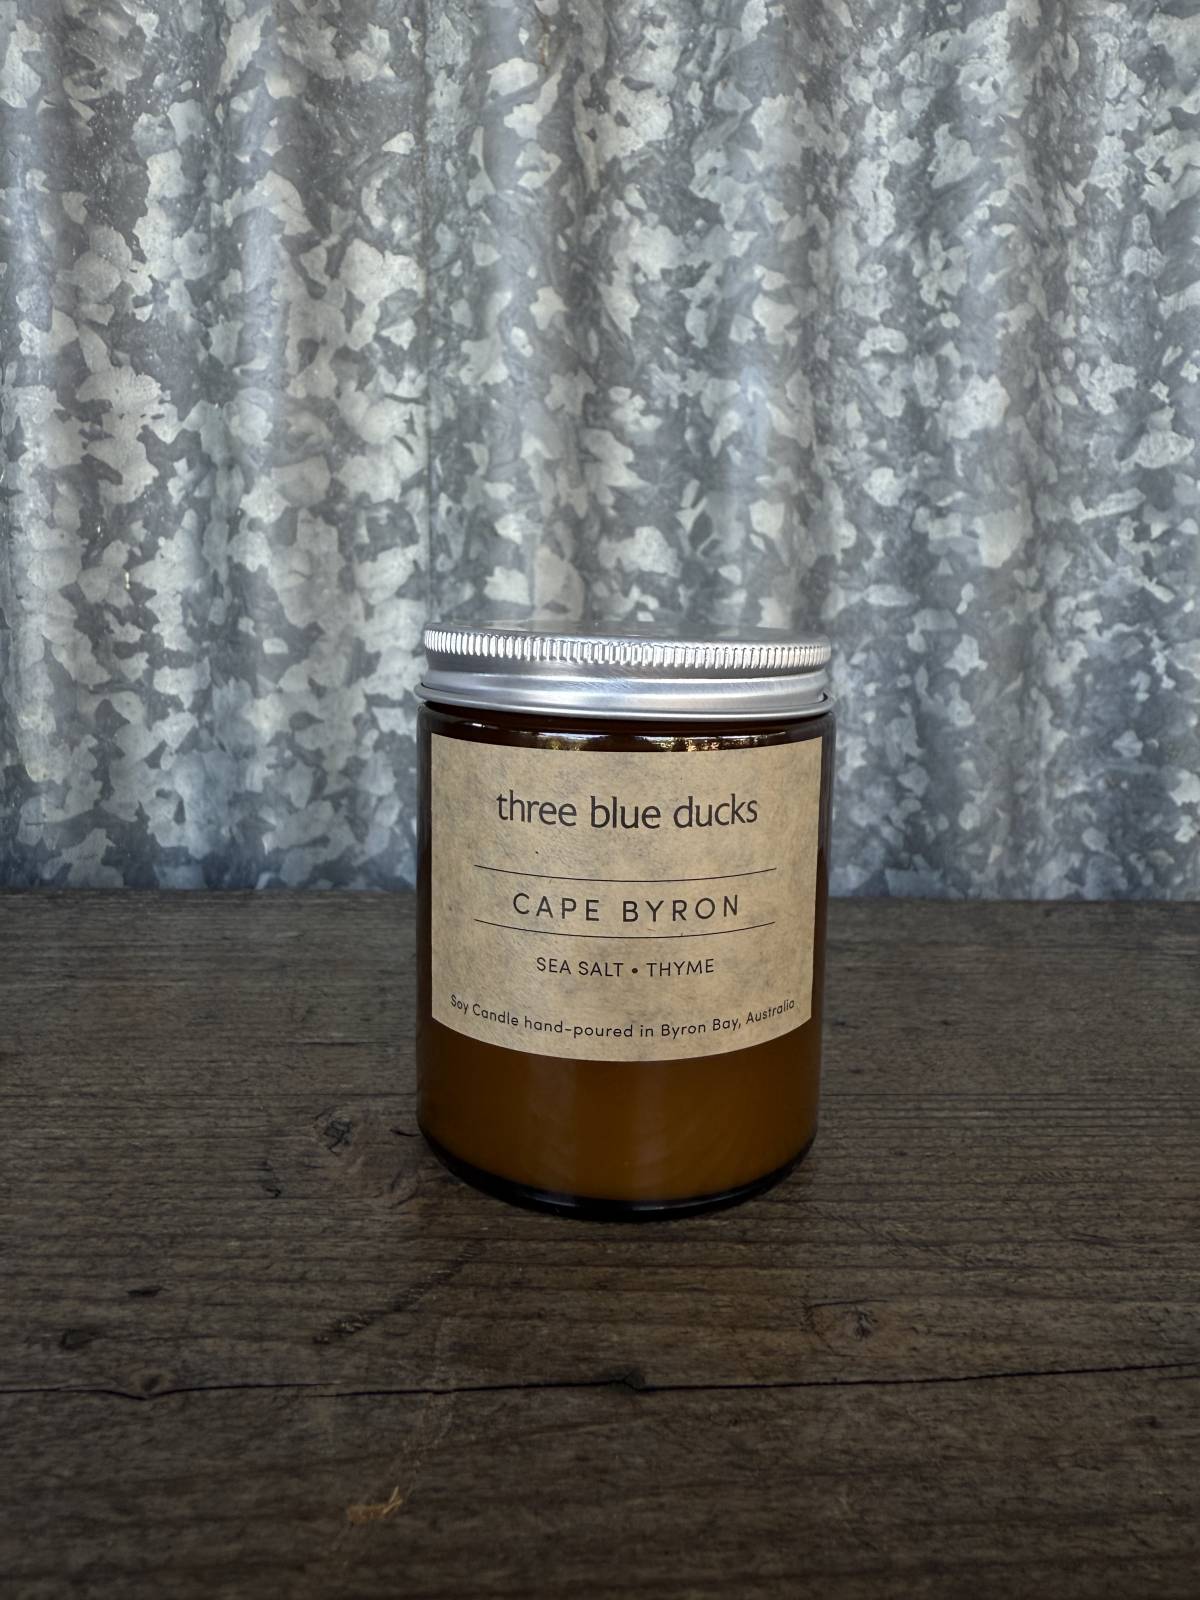 three blue ducks
CAPE BYRON
SEA SALT • THYME
Soy Candle hand-poured in Byron Bay, Australia